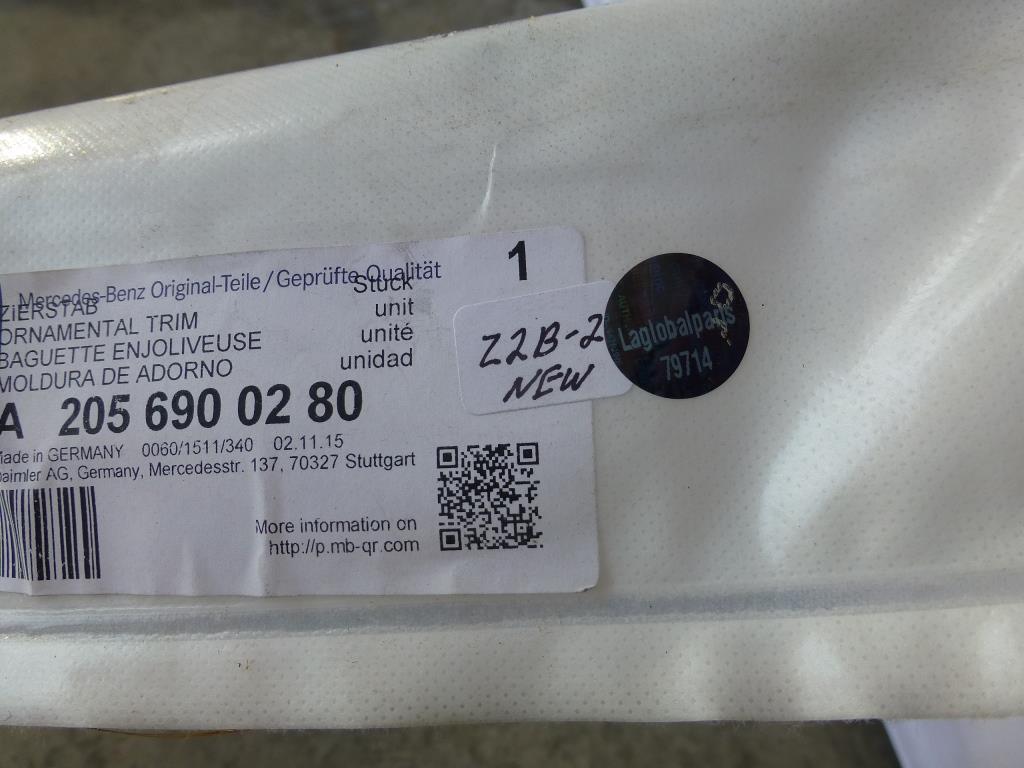 Mercedes-Benz Original-Teile/Geprüfte Qualität
1
ZIERSTAB
Stück
ORNAMENTAL TRIM
unit
BAGUETTE ENJOLIVEUSE
unité
MOLDURA DE ADORNO
unidad
A 205 690 02 80
Made in GERMANY 0060/1511/340 02.11.15
Daimler AG, Germany, Mercedesstr. 137, 70327 Stuttgart
More information on
http://p.mb-qr.com
Z2B-2
NEW
Laglobalparts
79714